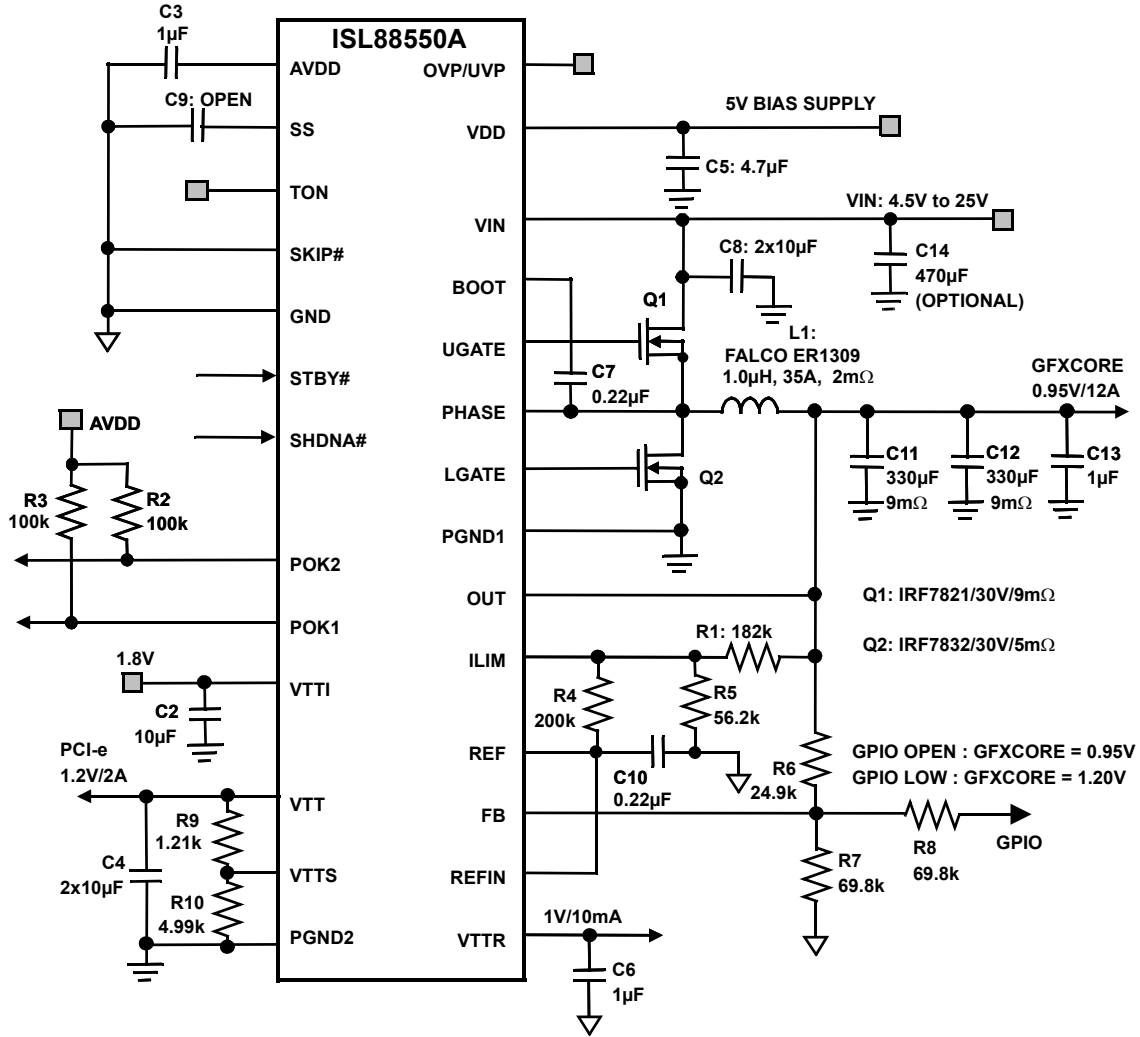 C3
1µF
ISL88550A
AVDD
OVP/UVP
C9: OPEN
SS
5V BIAS SUPPLY
VDD
C5: 4.7µF
TON
VIN: 4.5V to 25V
VIN
SKIP#
C8: 2x10µF
C14
470µF
(OPTIONAL)
BOOT
GND
Q1
L1:
FALCO ER1309
1.0µH, 35A, 2mΩ
UGATE
STBY#
C7
0.22µF
GFXCORE
0.95V/12A
PHASE
AVDD
SHDNA#
LGATE
Q2
C11
330µF
9mΩ
C12
330µF
9mΩ
C13
1µF
R3
100k
R2
100k
PGND1
POK2
OUT
Q1: IRF7821/30V/9mΩ
POK1
R1: 182k
Q2: IRF7832/30V/5mΩ
ILIM
1.8V
VTTI
R4
200k
R5
56.2k
C2
10µF
REF
C10
0.22µF
R6
24.9k
GPIO OPEN : GFXCORE = 0.95V
GPIO LOW : GFXCORE = 1.20V
PCI-e
1.2V/2A
VTT
FB
R9
1.21k
R8
69.8k
GPIO
C4
2x10µF
VTTS
REFIN
R7
69.8k
R10
4.99k
PGND2
1V/10mA
VTTR
C6
1µF